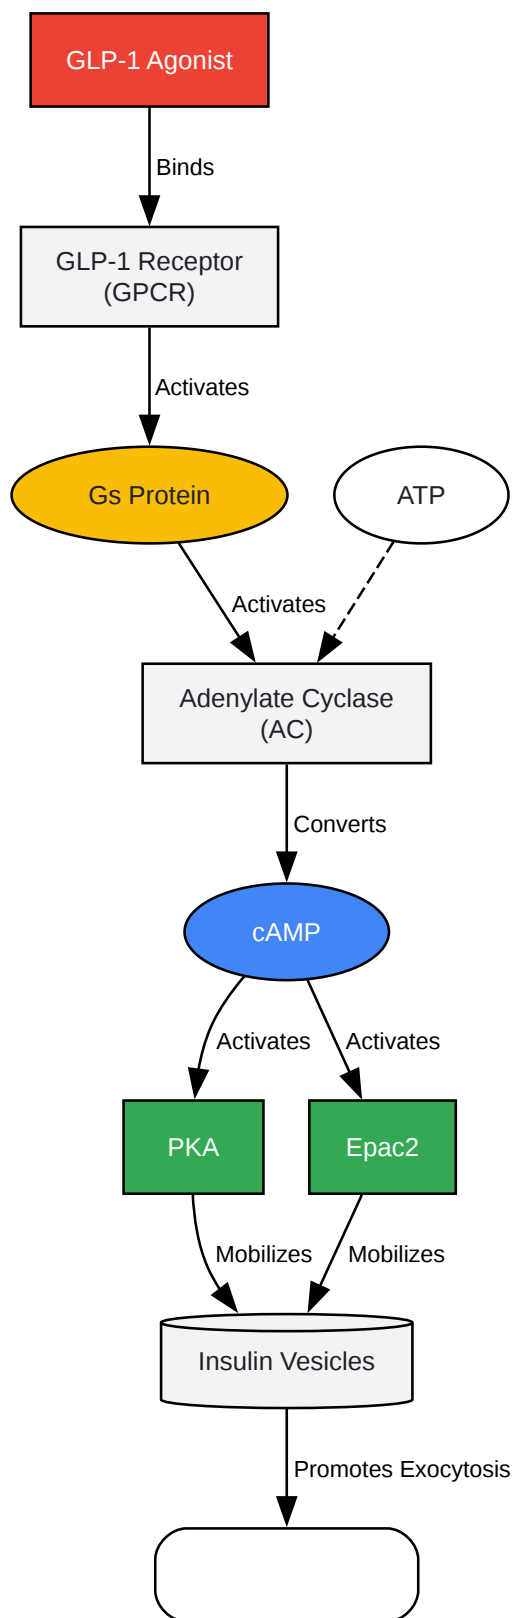 GLP-1 Agonist
Binds
GLP-1 Receptor
(GPCR)
Activates
Gs Protein
ATP
Activates
Adenylate Cyclase
(AC)
Converts
cAMP
Activates
Activates
PKA
Epac2
Mobilizes
Mobilizes
Insulin Vesicles
Promotes Exocytosis